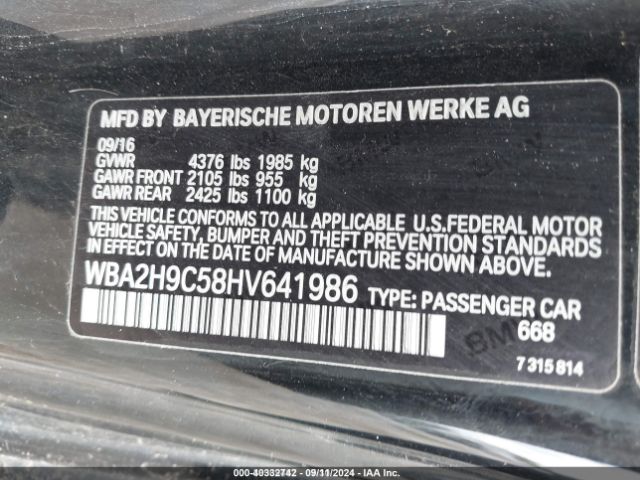 MFD BY BAYERISCHE MOTOREN WERKE AG
09/16
GVWR 4376 lbs 1985 kg
GAWR FRONT 2105 lbs 955 kg
GAWR REAR 2425 lbs 1100 kg
THIS VEHICLE CONFORMS TO ALL APPLICABLE U.S.FEDERAL MOTOR
VEHICLE SAFETY, BUMPER AND THEFT PREVENTION STANDARDS
IN EFFECT ON THE DATE OF MANUFACTURE SHOWN ABOVE.
WBA2H9C58HV641986 TYPE: PASSENGER CAR
668
BMW
7 315 814
000-40332742 - 09/11/2024 - IAA Inc.